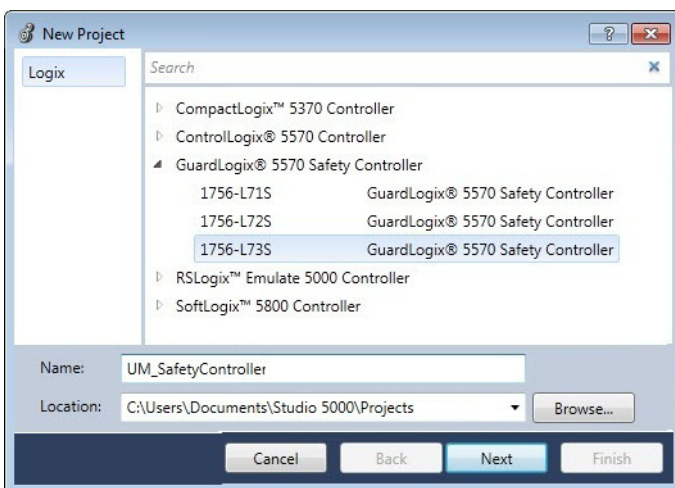 New Project
Logix
Search
CompactLogix™ 5370 Controller
ControlLogix® 5570 Controller
GuardLogix® 5570 Safety Controller
1756-L71S GuardLogix® 5570 Safety Controller
1756-L72S GuardLogix® 5570 Safety Controller
1756-L73S GuardLogix® 5570 Safety Controller
RSLogix™ Emulate 5000 Controller
SoftLogix™ 5800 Controller
Name: UM_SafetyController
Location: C:\Users\Documents\Studio 5000\Projects Browse...
Cancel Back Next Finish